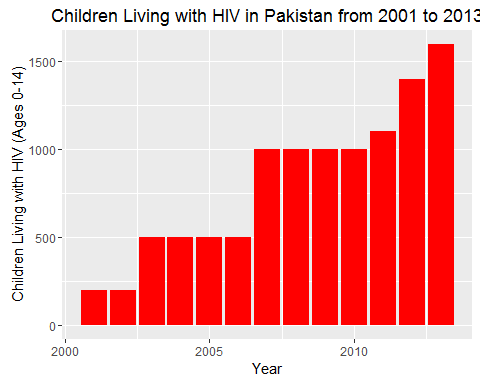 Children Living with HIV in Pakistan from 2001 to 2013
Children Living with HIV (Ages 0-14)
1500
1000
500
0
2000
2005
2010
Year